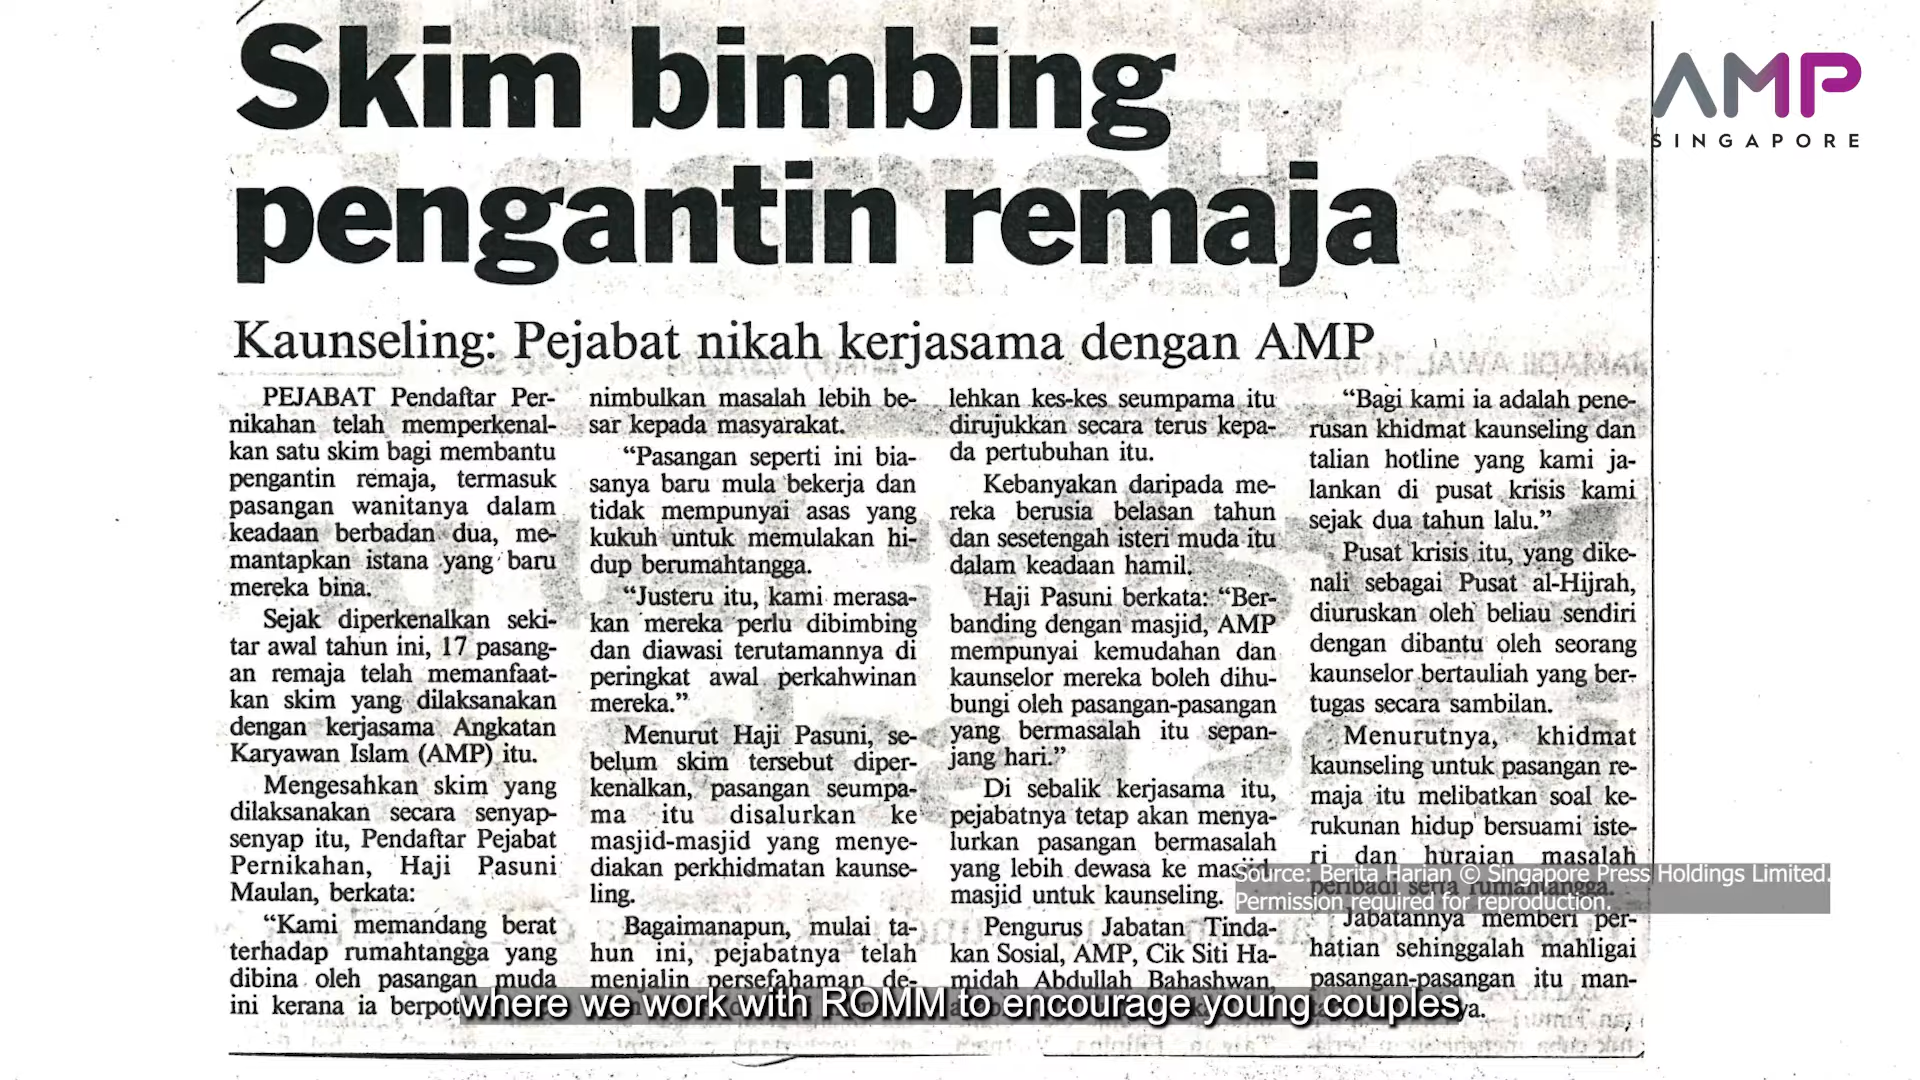 Skim bimbing
pengantin remaja
AMP
SINGAPORE
Kaunseling: Pejabat nikah kerjasama dengan AMP
PEJABAT Pendaftar Per-
nikahan telah memperkenal-
kan satu skim bagi membantu
pengantin remaja, termasuk
pasangan wanitanya dalam
keadaan berbadan dua, me-
mantapkan istana yang baru
mereka bina.
Sejak diperkenalkan seki-
tar awal tahun ini, 17 pasang-
an remaja telah memanfaat-
kan skim yang dilaksanakan
dengan kerjasama Angkatan
Karyawan Islam (AMP) itu.
Mengesahkan skim yang
dilaksanakan secara senyap-
senyap itu, Pendaftar Pejabat
Pernikahan, Haji Pasuni
Maulan, berkata:
“Kami memandang berat
terhadap rumahtangga yang
dibina oleh pasangan muda
ini kerana ia
nimbulkan masalah lebih be-
sar kepada masyarakat.
“Pasangan seperti ini bia-
sanya baru mula bekerja dan
tidak mempunyai asas yang
kukuh untuk memulakan hi-
dup berumahtangga.
“Justeru itu, kami merasa-
kan mereka perlu dibimbing
dan diawasi terutamannya di
peringkat awal perkahwinan
mereka.”
Menurut Haji Pasuni, se-
belum skim tersebut diper-
kenalkan, pasangan seumpa-
ma itu disalurkan ke
masjid-masjid yang menye-
diakan perkhidmatan kaunse-
ling.
Bagaimanapun, mulai ta-
hun ini, pejabatnya telah
menjalin persefahaman de-
lehkan kes-kes seumpama itu
dirujukkan secara terus kepa-
da pertubuhan itu.
Kebanyakan daripada me-
reka berusia belasan tahun
dan sesetengah isteri muda itu
dalam keadaan hamil.
Haji Pasuni berkata: “Ber-
banding dengan masjid, AMP
mempunyai kemudahan dan
kaunselor mereka boleh dihu-
bungi oleh pasangan-pasangan
yang bermasalah itu sepan-
jang hari.”
Di sebalik kerjasama itu,
pejabatnya tetap akan menya-
lurkan pasangan bermasalah
yang lebih dewasa ke masjid-
masjid untuk kaunseling.
Pengurus Jabatan Tinda-
kan Sosial, AMP, Cik Siti Ha-
midah Abdullah Bahashwan,
“Bagi kami ia adalah pene-
rusan khidmat kaunseling dan
talian hotline yang kami ja-
lankan di pusat krisis kami
sejak dua tahun lalu.”
Pusat krisis itu, yang dike-
nali sebagai Pusat al-Hijrah,
diuruskan oleh beliau sendiri
dengan dibantu oleh seorang
kaunselor bertauliah yang ber-
tugas secara sambilan.
Menurutnya, khidmat
kaunseling untuk pasangan re-
maja itu melibatkan soal ke-
rukunan hidup bersuami iste-
ri dan huraian masalah
peribadi serta rumahtangga.
Jabatannya memberi per-
hatian sehinggalah mahligai
pasangan-pasangan itu man-
Source: Berita Harian © Singapore Press Holdings Limited.
Permission required for reproduction.
where we work with ROMM to encourage young couples